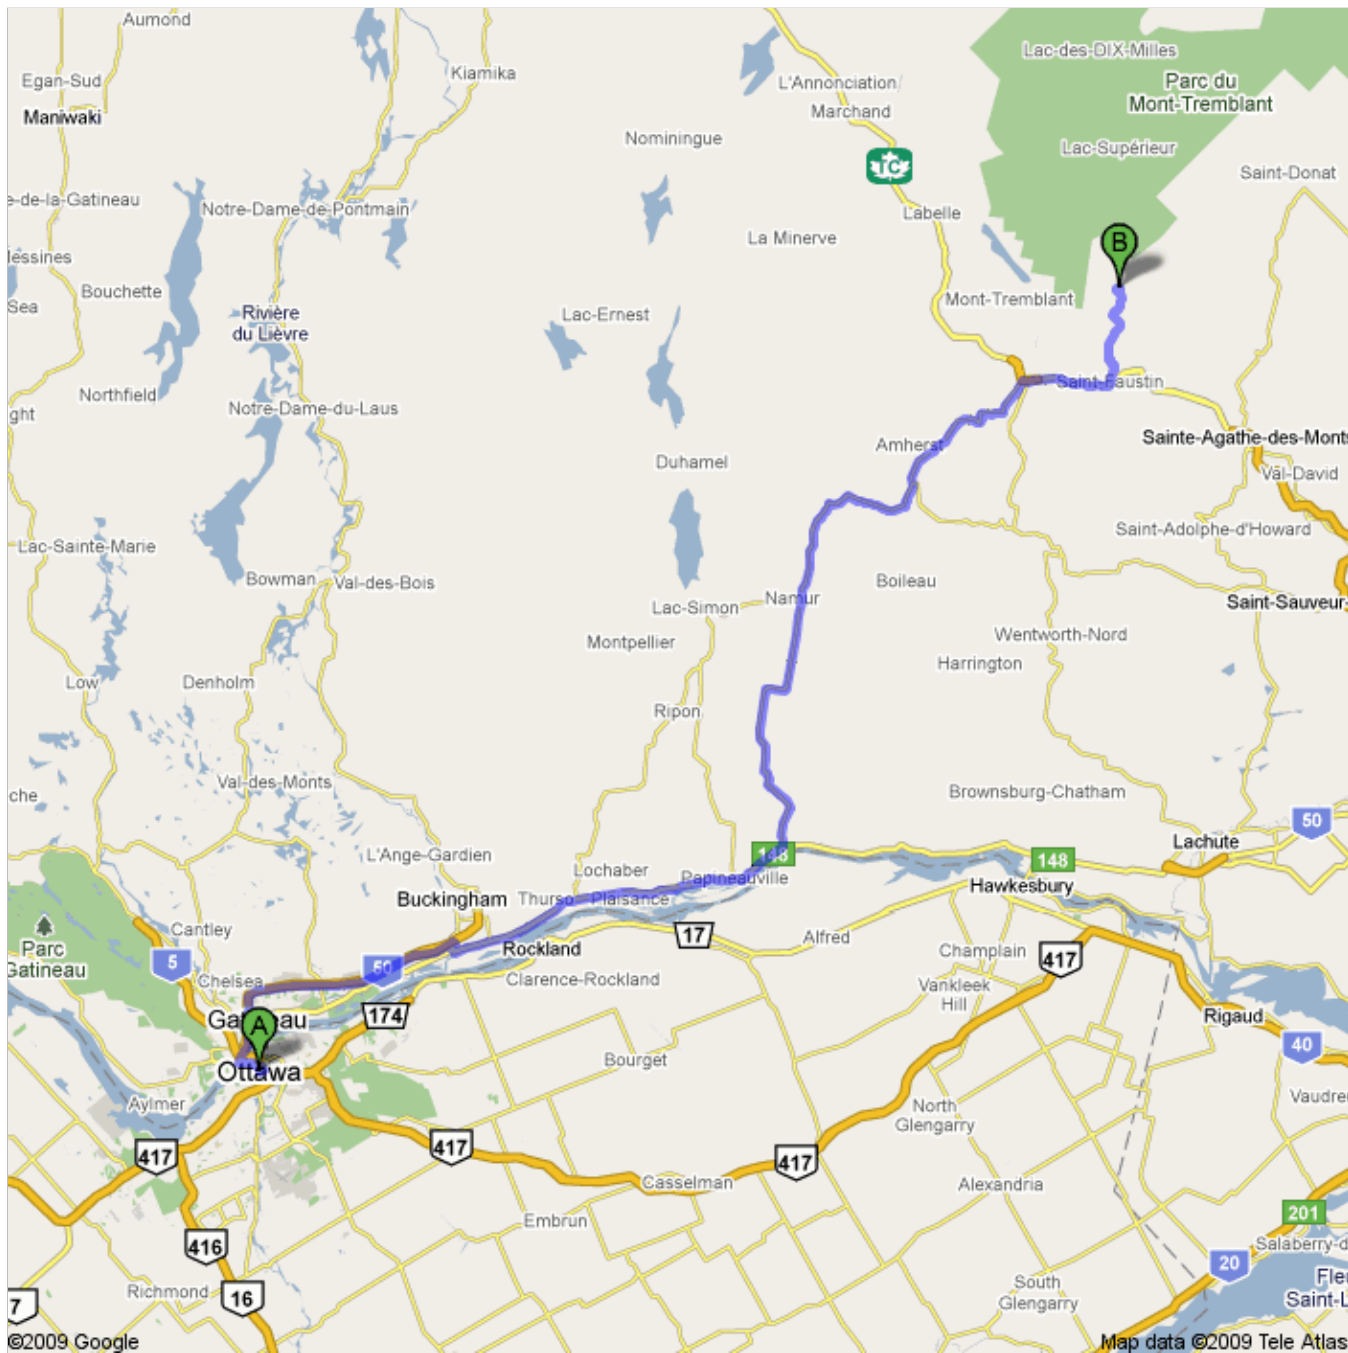 Aumond
Lac-des-DIX-Milles
Kiamika
Egan-Sud
L'Annonciation/
Parc du
Mont-Tremblant
Marchand
Maniwaki
Nominingue
Lac-Supérieur
TC
Saint-Donat
e-de-la-Gatineau
Notre-Dame-de-Pontmain
Labelle
La Minerve
B
lessines
Bouchette
Mont-Tremblant
Sea
Rivière
du Lièvre
Lac-Ernest
Saint-Faustin
Northfield
Notre-Dame-du-Laus
ght
Amherst
Sainte-Agathe-des-Monts
Duhamel
Val-David
Saint-Adolphe-d'Howard
Lac-Sainte-Marie
Bowman
Val-des-Bois
Boileau
Namur
Lac-Simon
Saint-Sauveur-
Montpellier
Wentworth-Nord
Harrington
Low
Denholm
Ripon
Val-des-Monts
che
Brownsburg-Chatham
50
Lachute
L'Ange-Gardien
148
148
Lochaber
Papineauville
Hawkesbury
Buckingham
Thurso
Plaisance
Cantley
Parc
Gatineau
17
Alfred
Rockland
Champlain
5
50
417
Chelsea
Clarence-Rockland
Vankleek
Hill
174
Rigaud
A
40
Bourget
Ottawa
Aylmer
Vaudreu
North
Glengarry
417
417
417
Casselman
Alexandria
Embrun
201
416
Salaberry-d
20
Richmond
16
South
Glengarry
Fleu
Saint-L
7
©2009 Google
Map data ©2009 Tele Atlas